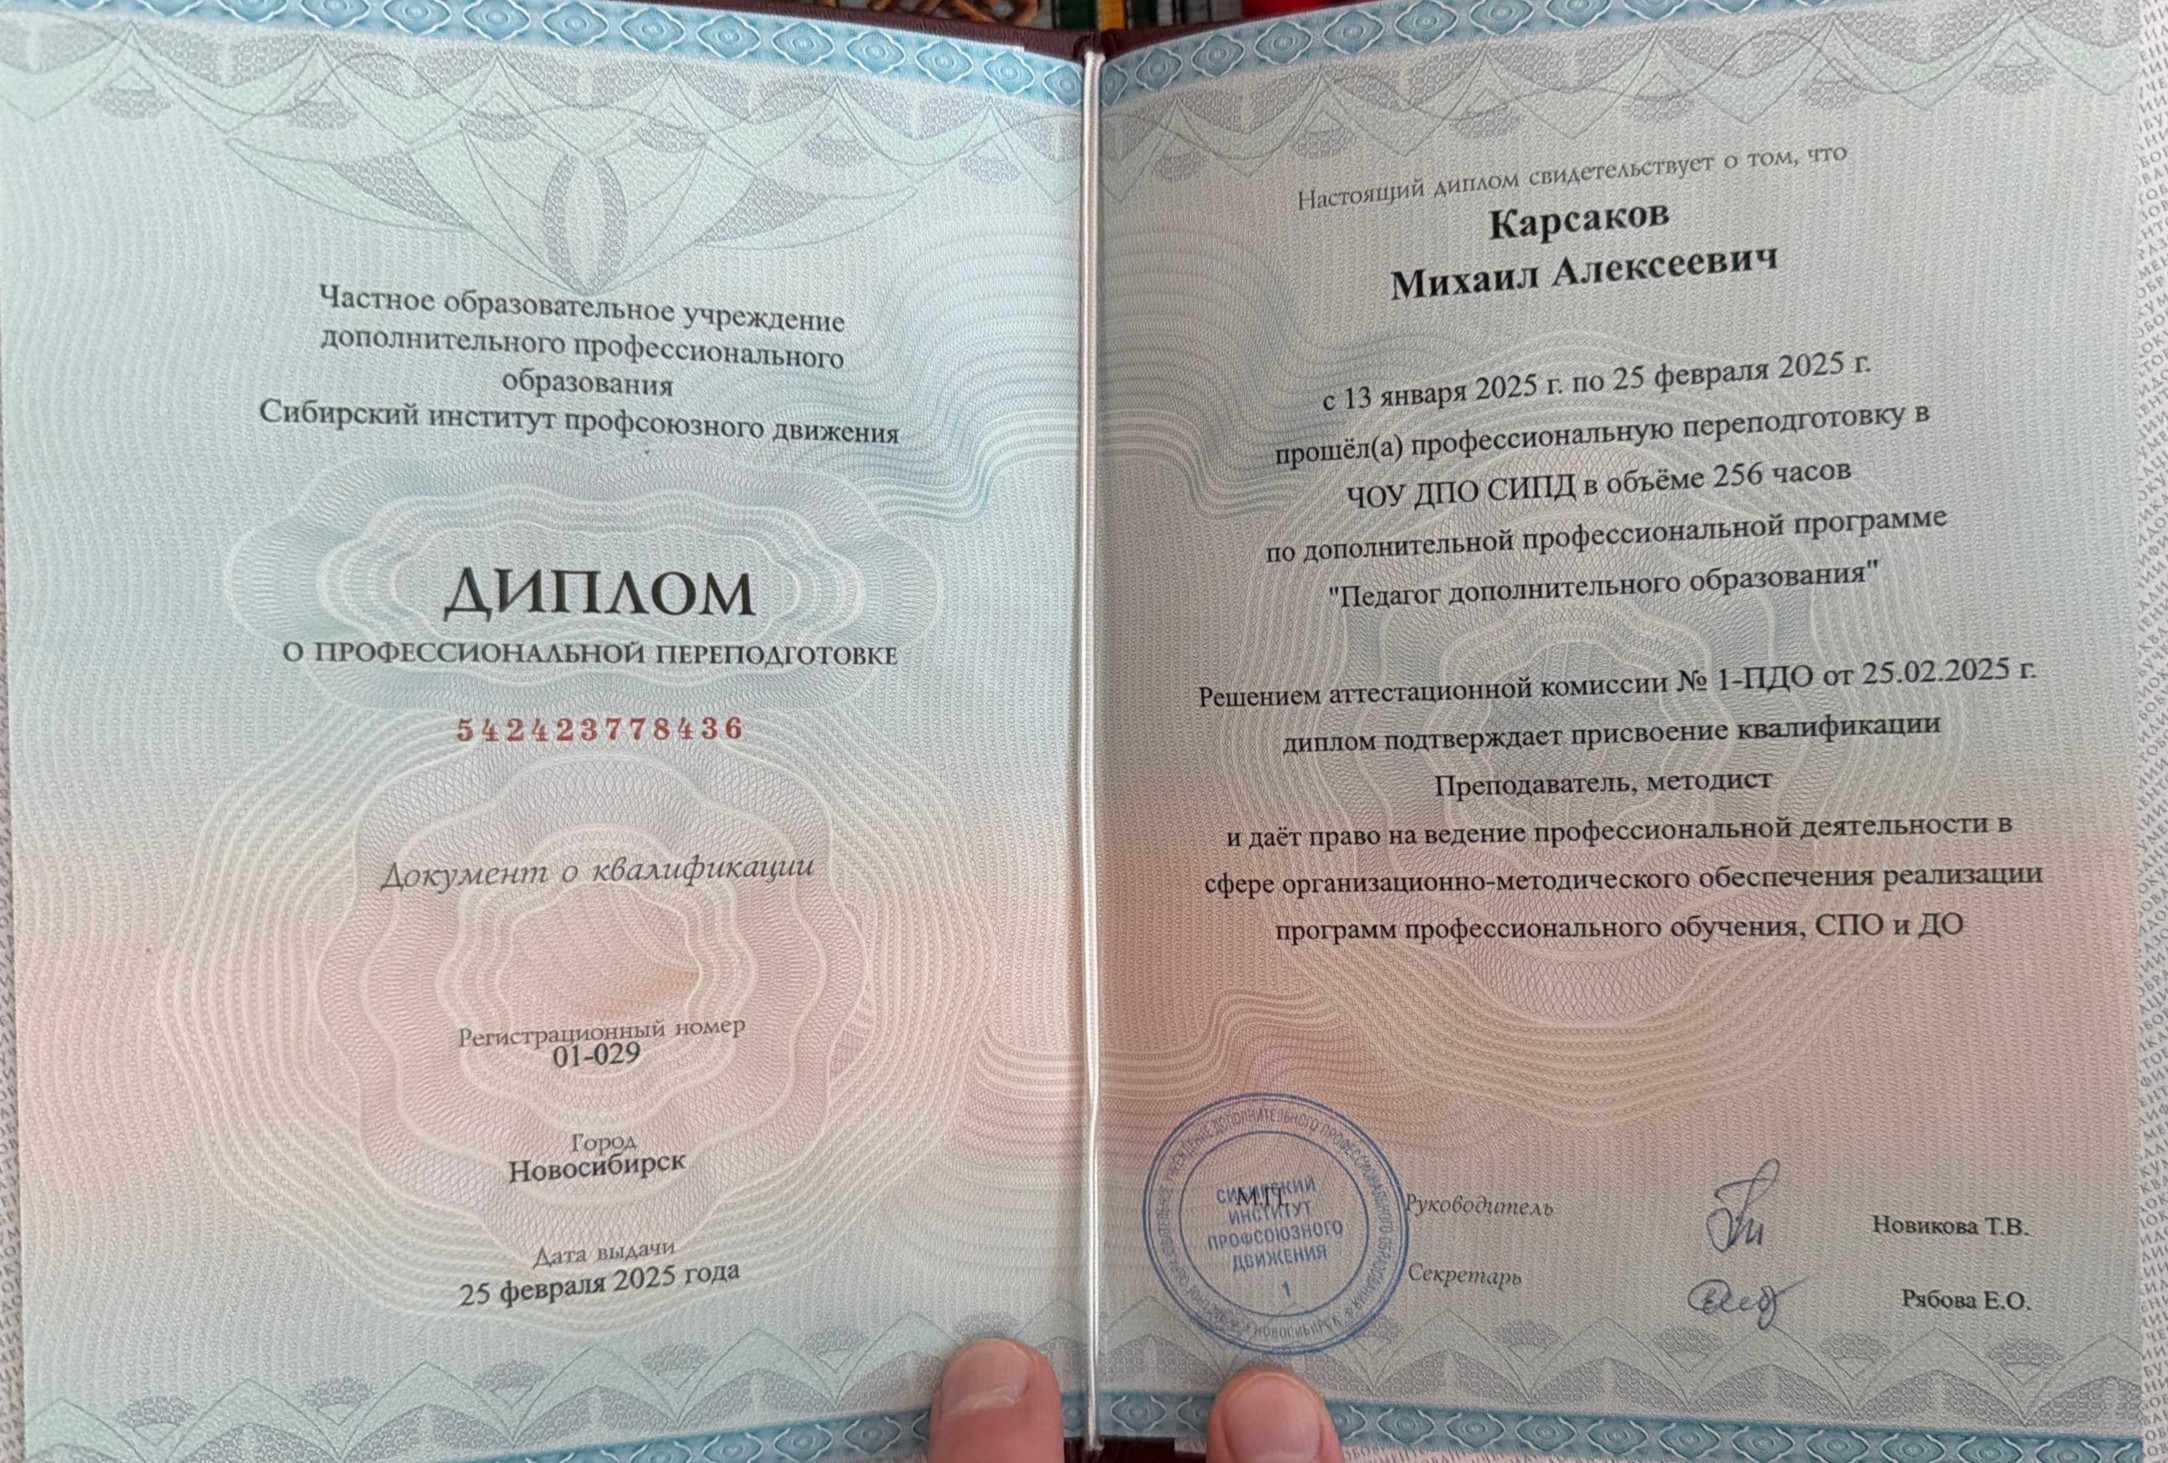 Частное образовательное учреждение
дополнительного профессионального
образования
Сибирский институт профсоюзного движения
ДИПЛОМ
О ПРОФЕССИОНАЛЬНОЙ ПЕРЕПОДГОТОВКЕ
542423778436
Документ о квалификации
Регистрационный номер
01-029
Город
Новосибирск
Дата выдачи
25 февраля 2025 года
Настоящий диплом свидетельствует о том, что
Карсаков
Михаил Алексеевич
с 13 января 2025 г. по 25 февраля 2025 г.
прошёл(а) профессиональную переподготовку в
ЧОУ ДПО СИПД в объёме 256 часов
по дополнительной профессиональной программе
"Педагог дополнительного образования"
Решением аттестационной комиссии № 1-ПДО от 25.02.2025 г.
диплом подтверждает присвоение квалификации
Преподаватель, методист
и даёт право на ведение профессиональной деятельности в
сфере организационно-методического обеспечения реализации
программ профессионального обучения, СПО и ДО
М.П.
СИБИРСКИЙ
ИНСТИТУТ
ПРОФСОЮЗНОГО
ДВИЖЕНИЯ
1
Руководитель
Новикова Т.В.
Секретарь
Рябова Е.О.